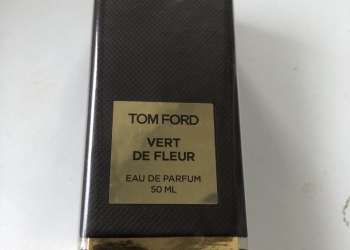 TOM FORD
VERT
DE FLEUR
EAU DE PARFUM
50 ML